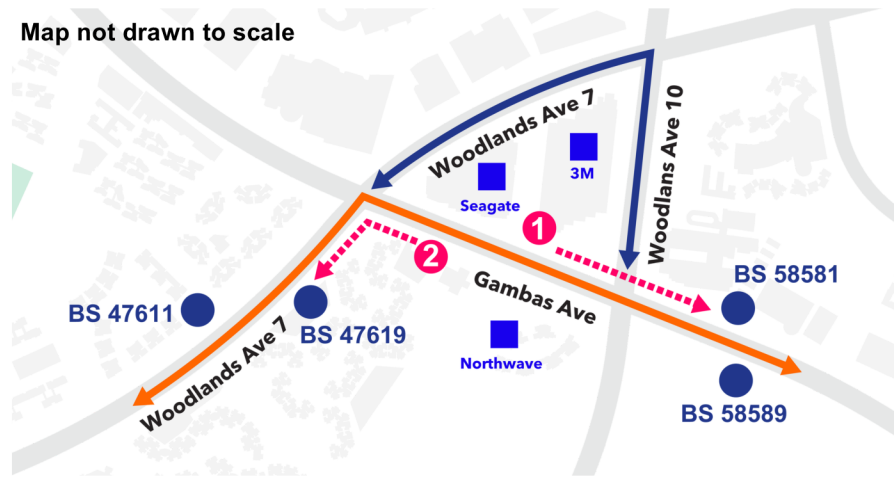 Map not drawn to scale
Woodlands Ave 7
3M
Seagate
Woodlans Ave 10
1
2
BS 58581
Gambas Ave
BS 47611
BS 47619
Woodlands Ave 7
Northwave
BS 58589